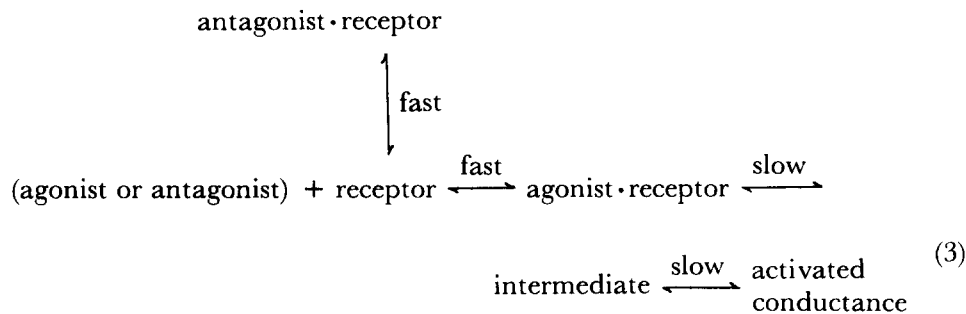 antagonist·receptor
fast
(agonist or antagonist) + receptor fast agonist·receptor slow
(3)
intermediate slow activated
conductance